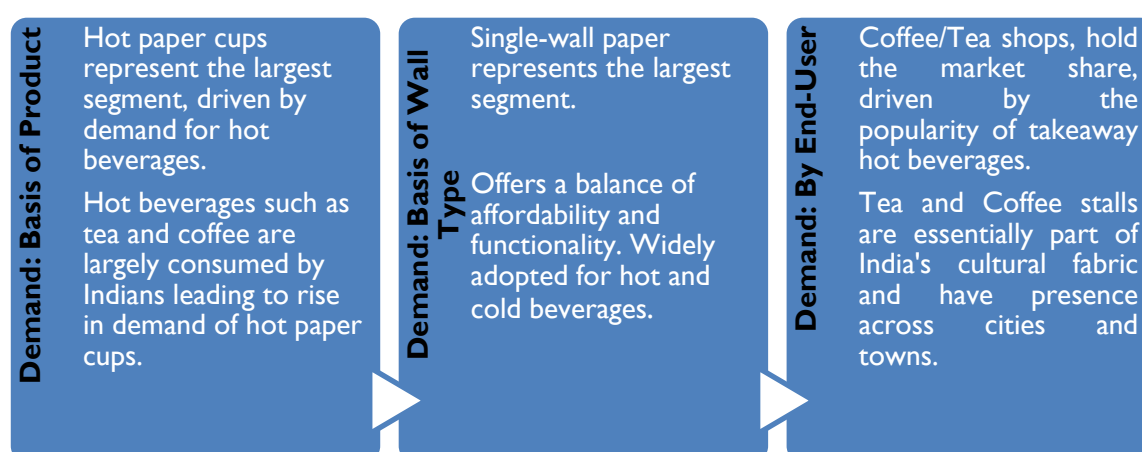 Demand: Basis of Product
Hot paper cups
represent the largest
segment, driven by
demand for hot
beverages.
Hot beverages such as
tea and coffee are
largely consumed by
Indians leading to rise
in demand of hot paper
cups.
Demand: Basis of Wall
Type
Single-wall paper
represents the largest
segment.
Offers a balance of
affordability and
functionality. Widely
adopted for hot and
cold beverages.
Demand: By End-User
Coffee/Tea shops, hold
the market share,
driven by the
popularity of takeaway
hot beverages.
Tea and Coffee stalls
are essentially part of
India's cultural fabric
and have presence
across cities and
towns.